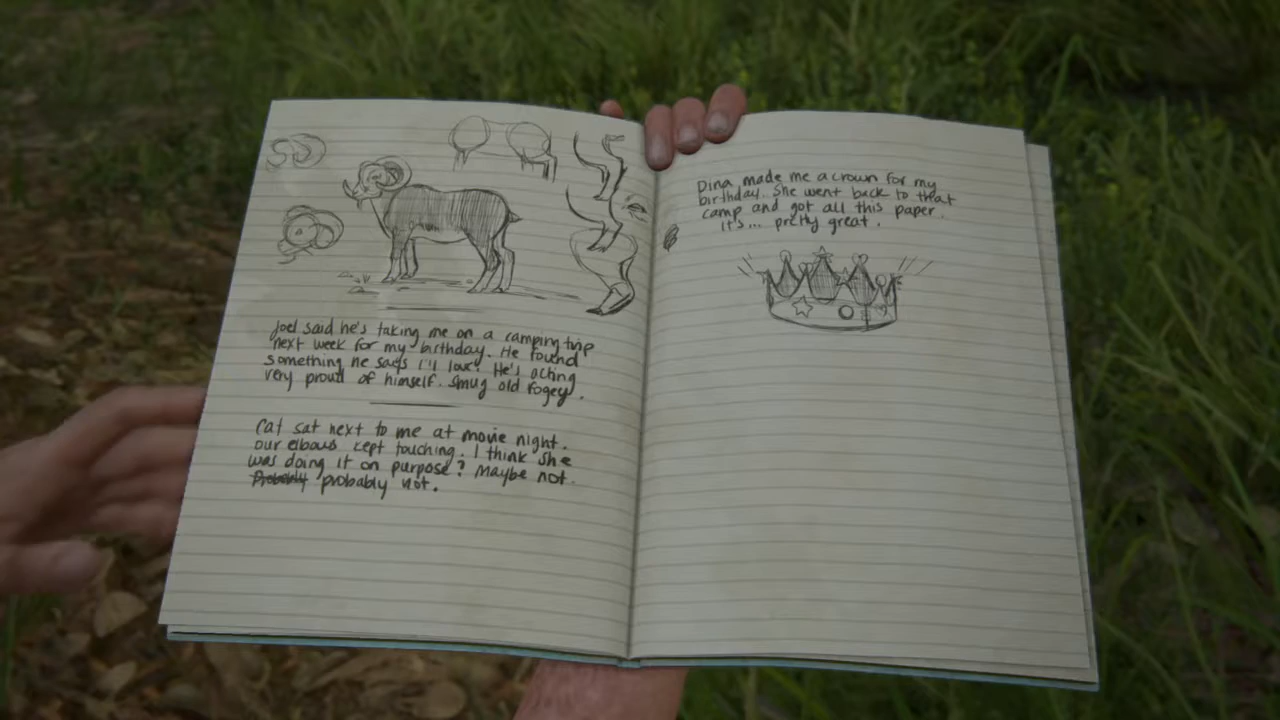 Joel said he's taking me on a camping trip
next week for my birthday. He found
something he says I'll love. He's acting
very proud of himself. Smug old fogey.
Cat sat next to me at movie night.
Our elbows kept touching. I think she
was doing it on purpose? Maybe not.
Probably probably not.
Dina made me a crown for my
birthday. She went back to that
camp and got all this paper.
It's... pretty great.